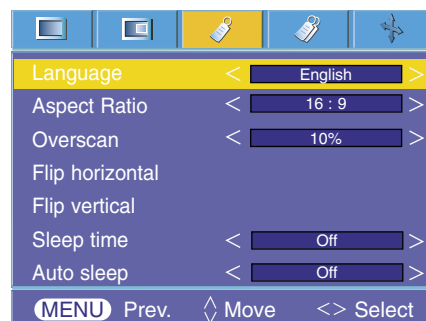 Language < English >
Aspect Ratio < 16 : 9 >
Overscan < 10% >
Flip horizontal
Flip vertical
Sleep time < Off >
Auto sleep < Off >
MENU Prev. Move <> Select